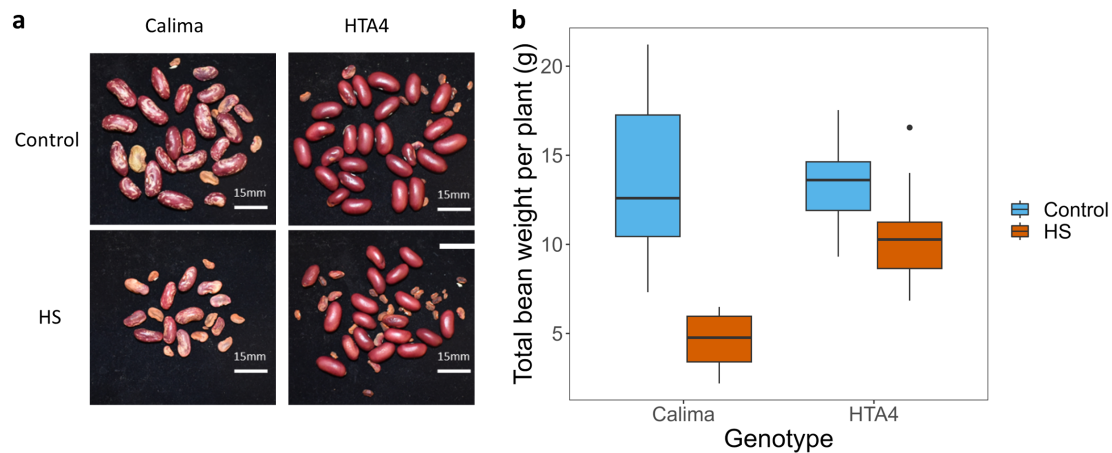 a
Calima
HTA4
Control
15mm
15mm
HS
15mm
15mm
b
Total bean weight per plant (g)
20
15
10
5
Calima
HTA4
Genotype
Control
HS